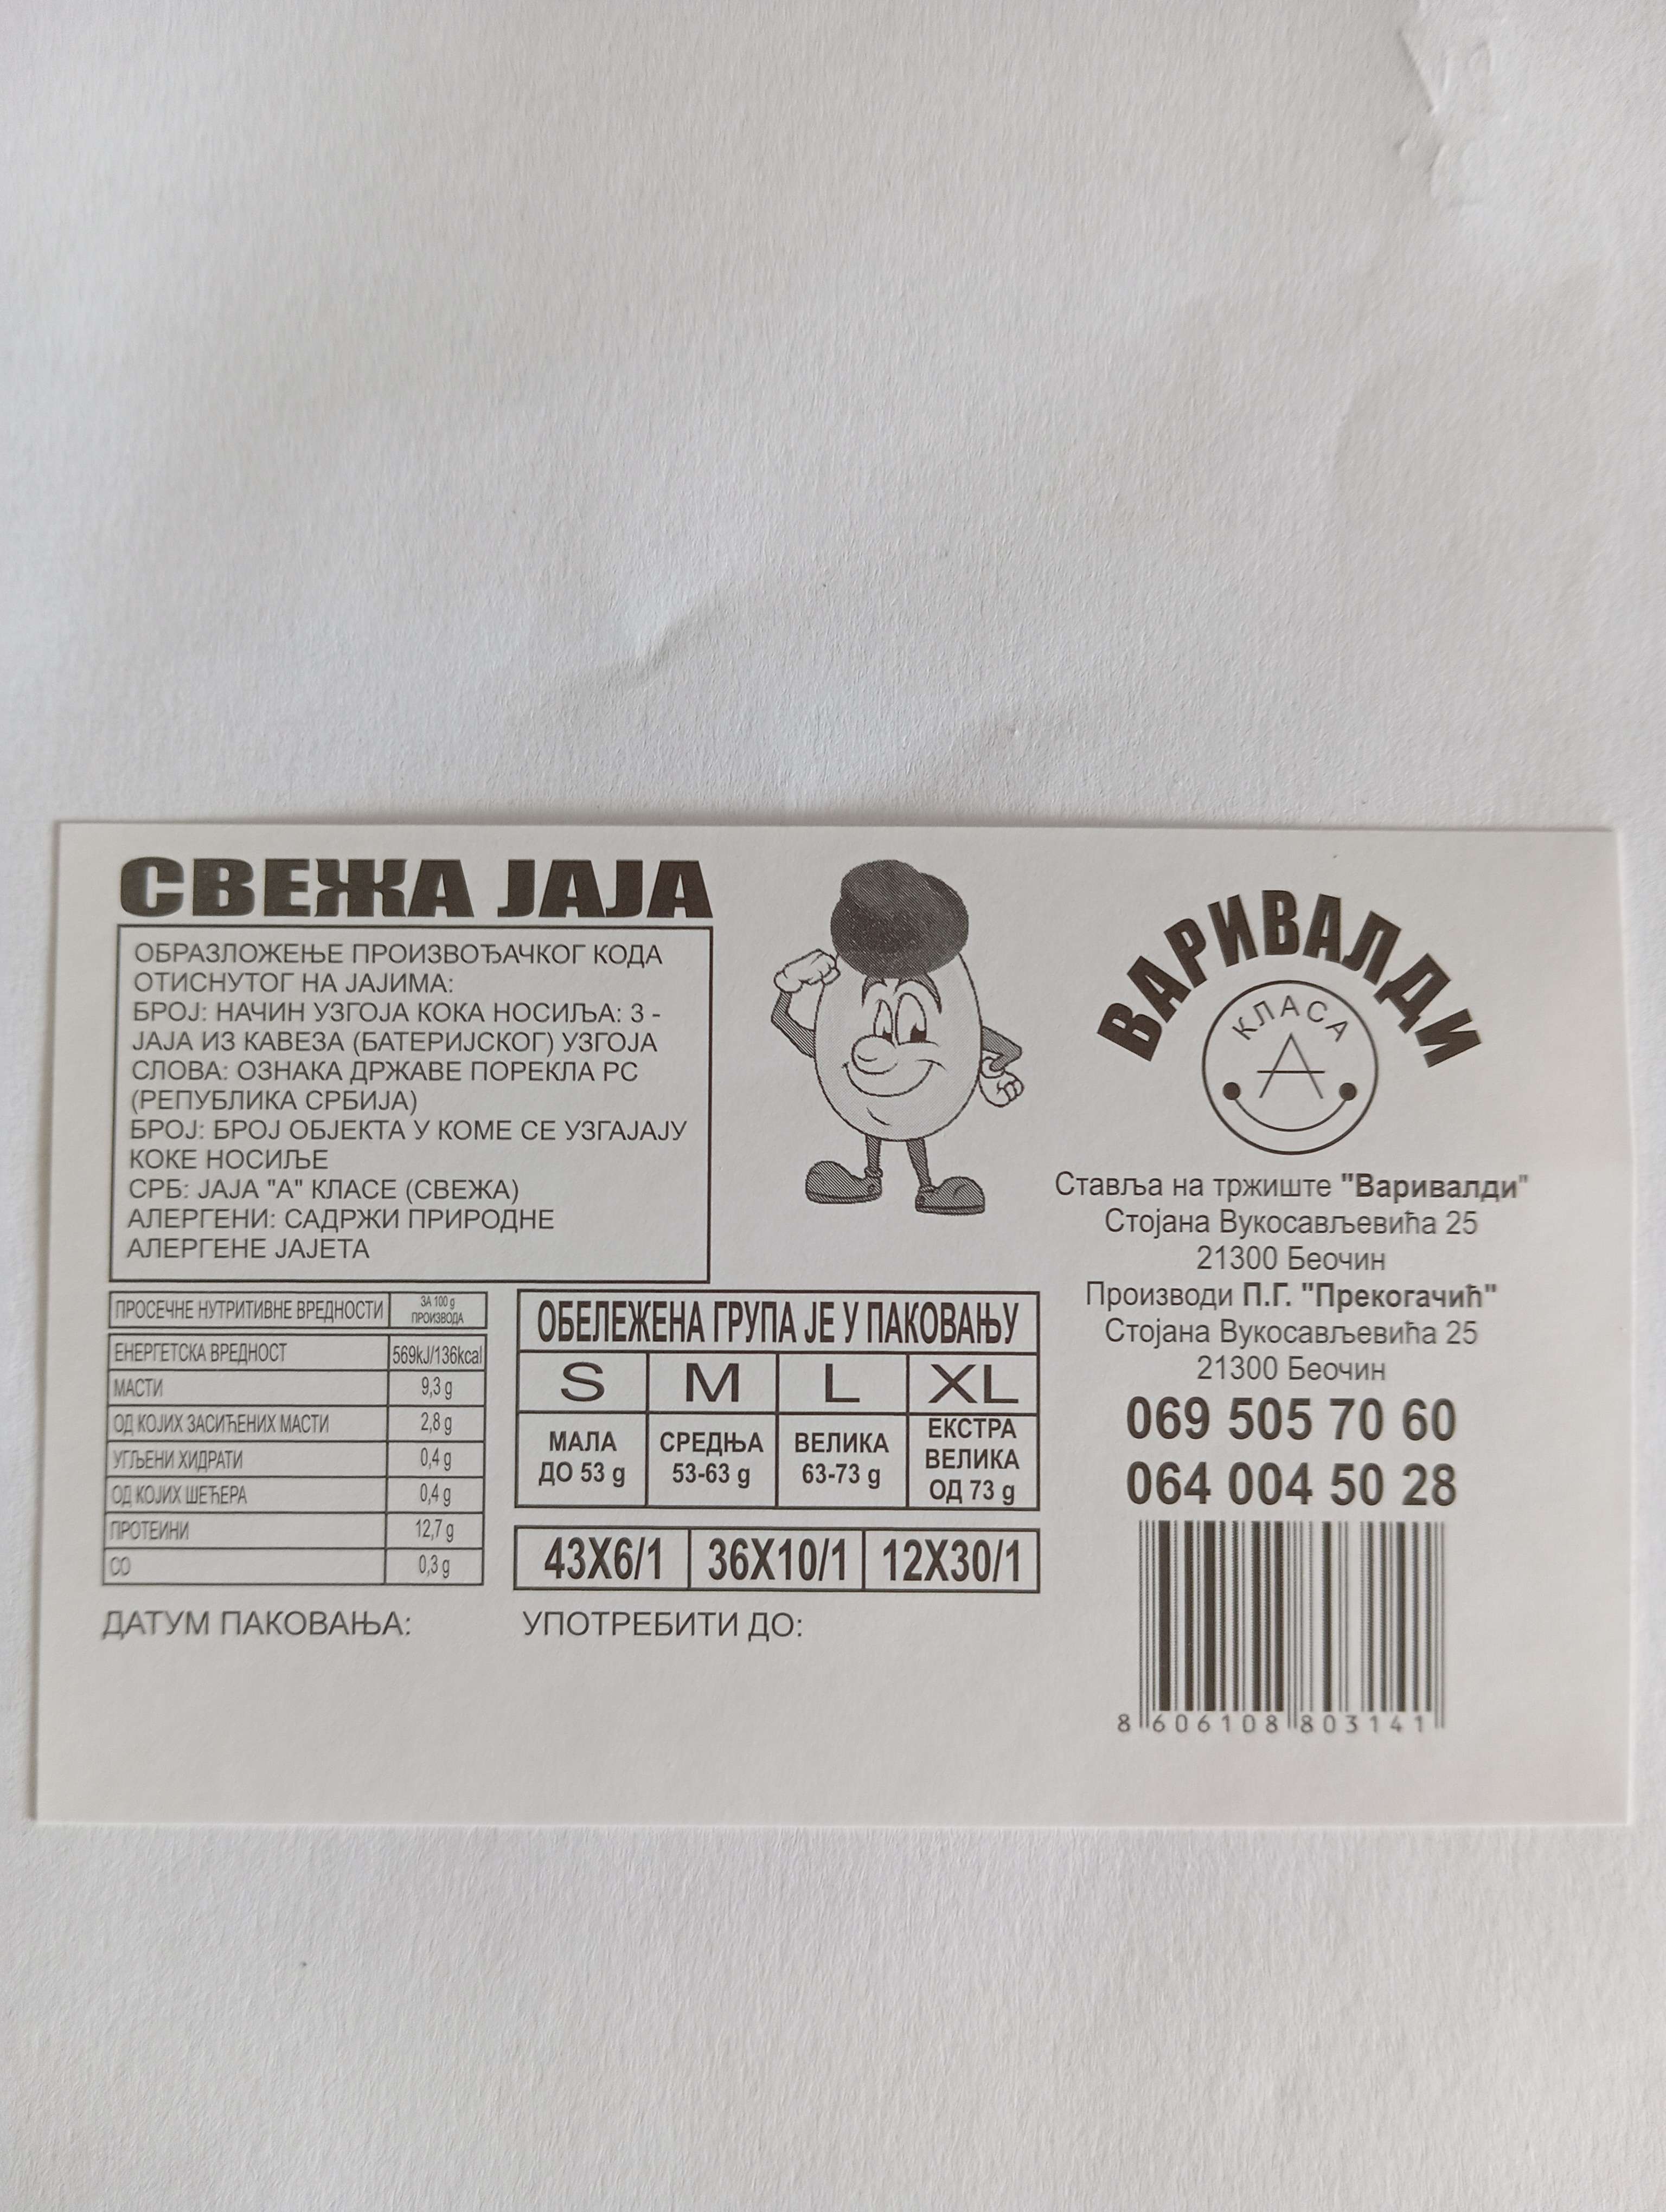 СВЕЖА ЈАЈА
ОБРАЗЛОЖЕЊЕ ПРОИЗВОЂАЧКОГ КОДА
ОТИСНУТОГ НА ЈАЈИМА:
БРОЈ: НАЧИН УЗГОЈА КОКА НОСИЉА: 3 -
ЈАЈА ИЗ КАВЕЗА (БАТЕРИЈСКОГ) УЗГОЈА
СЛОВА: ОЗНАКА ДРЖАВЕ ПОРЕКЛА РС
(РЕПУБЛИКА СРБИЈА)
БРОЈ: БРОЈ ОБЈЕКТА У КОМЕ СЕ УЗГАЈАЈУ
КОКЕ НОСИЉЕ
СРБ: ЈАЈА "А" КЛАСЕ (СВЕЖА)
АЛЕРГЕНИ: САДРЖИ ПРИРОДНЕ
АЛЕРГЕНЕ ЈАЈЕТА
ПРОСЕЧНЕ НУТРИТИВНЕ ВРЕДНОСТИ ЗА 100 g ПРОИЗВОДА
ЕНЕРГЕТСКА ВРЕДНОСТ 569kJ/136kcal
МАСТИ 9,3 g
ОД КОЈИХ ЗАСИЋЕНИХ МАСТИ 2,8 g
УГЉЕНИ ХИДРАТИ 0,4 g
ОД КОЈИХ ШЕЋЕРА 0,4 g
ПРОТЕИНИ 12,7 g
СО 0,3 g
ДАТУМ ПАКОВАЊА:
ОБЕЛЕЖЕНА ГРУПА ЈЕ У ПАКОВАЊУ
S M L XL
МАЛА ДО 53 g
СРЕДЊА 53-63 g
ВЕЛИКА 63-73 g
ЕКСТРА ВЕЛИКА ОД 73 g
43X6/1 36X10/1 12X30/1
УПОТРЕБИТИ ДО:
ВАРИВАЛДИ
КЛАСА
А
Ставља на тржиште "Варивалди"
Стојана Вукосављевића 25
21300 Беочин
Производи П.Г. "Прекогачић"
Стојана Вукосављевића 25
21300 Беочин
069 505 70 60
064 004 50 28
8 606108 803141